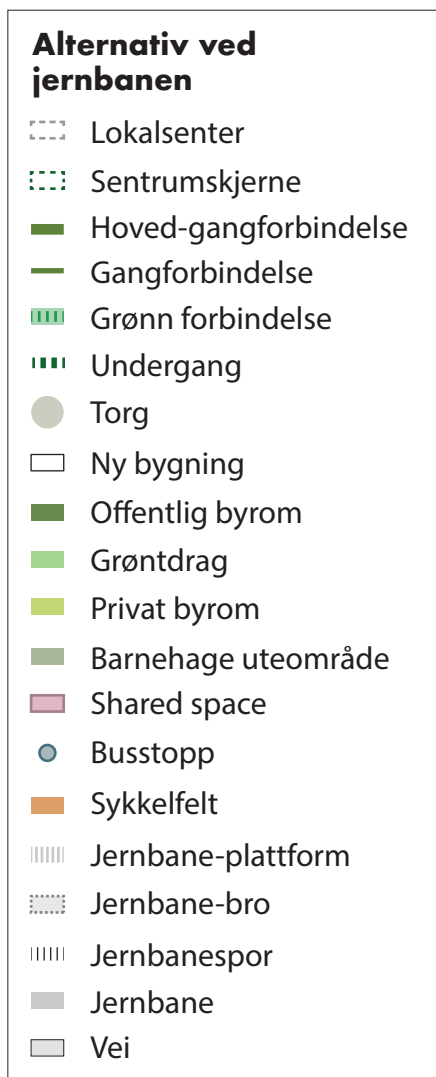 Alternativ ved
jernbanen
Lokalsenter
Sentrumskjerne
Hoved-gangforbindelse
Gangforbindelse
Grønn forbindelse
Undergang
Torg
Ny bygning
Offentlig byrom
Grøntdrag
Privat byrom
Barnehage uteområde
Shared space
Busstopp
Sykkelfelt
Jernbane-plattform
Jernbane-bro
Jernbanespor
Jernbane
Vei